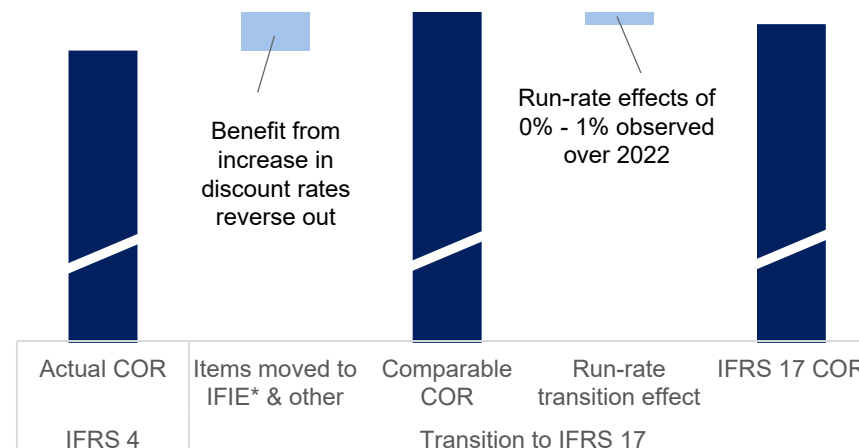 Benefit from
increase in
discount rates
reverse out
Run-rate effects of
0% - 1% observed
over 2022
Actual COR
Items moved to
IFIE* & other
Comparable
COR
Run-rate
transition effect
IFRS 17 COR
IFRS 4
Transition to IFRS 17